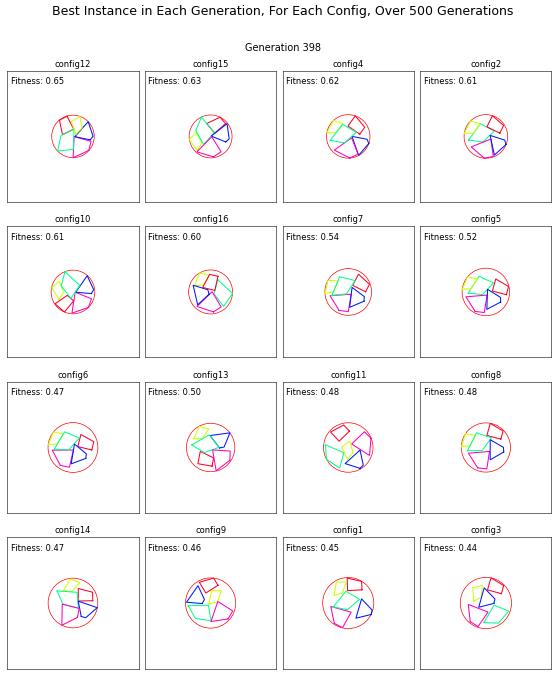 Best Instance in Each Generation, For Each Config, Over 500 Generations
Generation 398
config12
Fitness: 0.65
config15
Fitness: 0.63
config4
Fitness: 0.62
config2
Fitness: 0.61
config10
Fitness: 0.61
config16
Fitness: 0.60
config7
Fitness: 0.54
config5
Fitness: 0.52
config6
Fitness: 0.47
config13
Fitness: 0.50
config11
Fitness: 0.48
config8
Fitness: 0.48
config14
Fitness: 0.47
config9
Fitness: 0.46
config1
Fitness: 0.45
config3
Fitness: 0.44